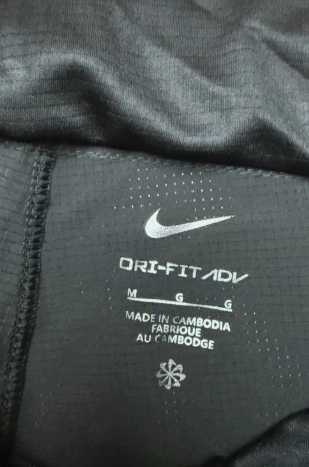 DRI-FIT ADV
M G G
MADE IN CAMBODIA
FABRIQUE
AU CAMBODGE